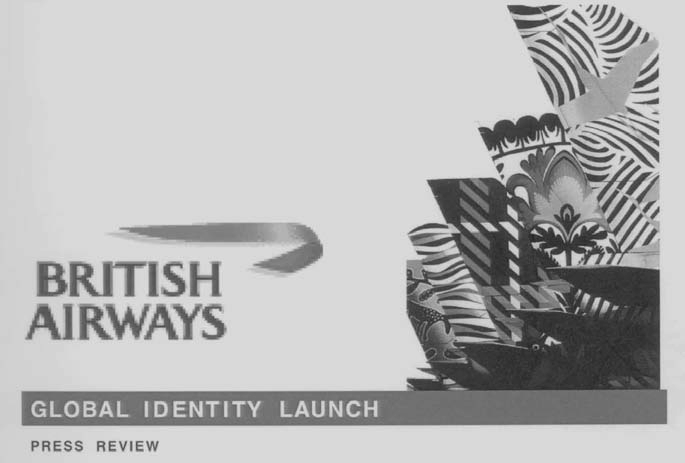 BRITISH
AIRWAYS
GLOBAL IDENTITY LAUNCH
PRESS REVIEW